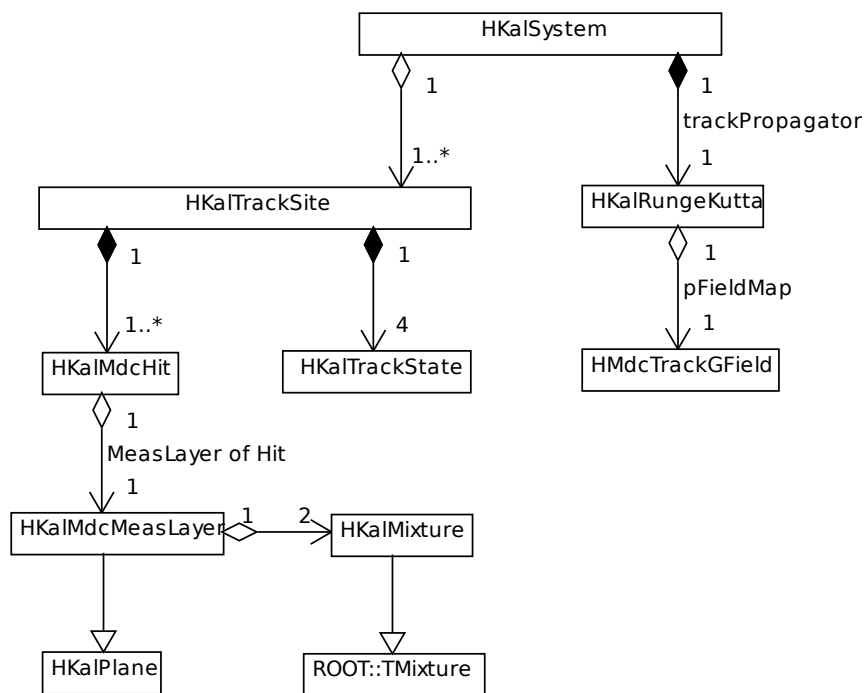 HKalSystem
1
1
trackPropagator
1..*
1
HKalTrackSite
HKalRungeKutta
1
1
1
pFieldMap
1..*
4
1
HKalMdcHit
HKalTrackState
HMdcTrackGField
1
MeasLayer of Hit
1
HKalMdcMeasLayer
1
2
HKalMixture
HKalPlane
ROOT::TMixture